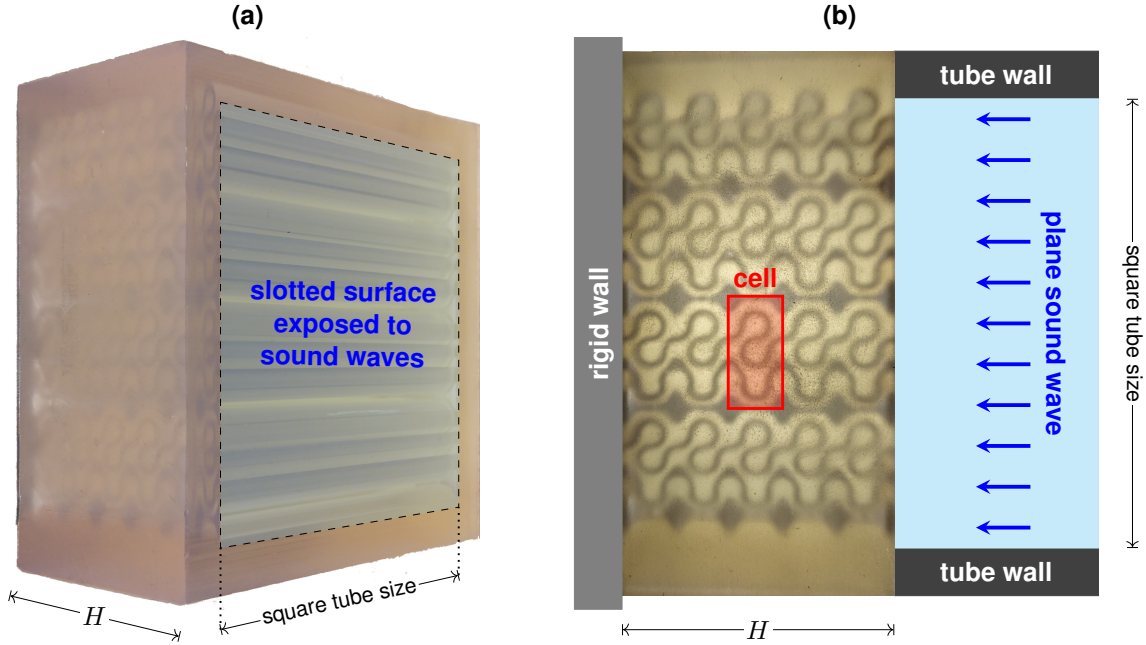 (a)
slotted surface
exposed to
sound waves
H
square tube size
(b)
rigid wall
tube wall
cell
plane sound wave
square tube size
tube wall
H